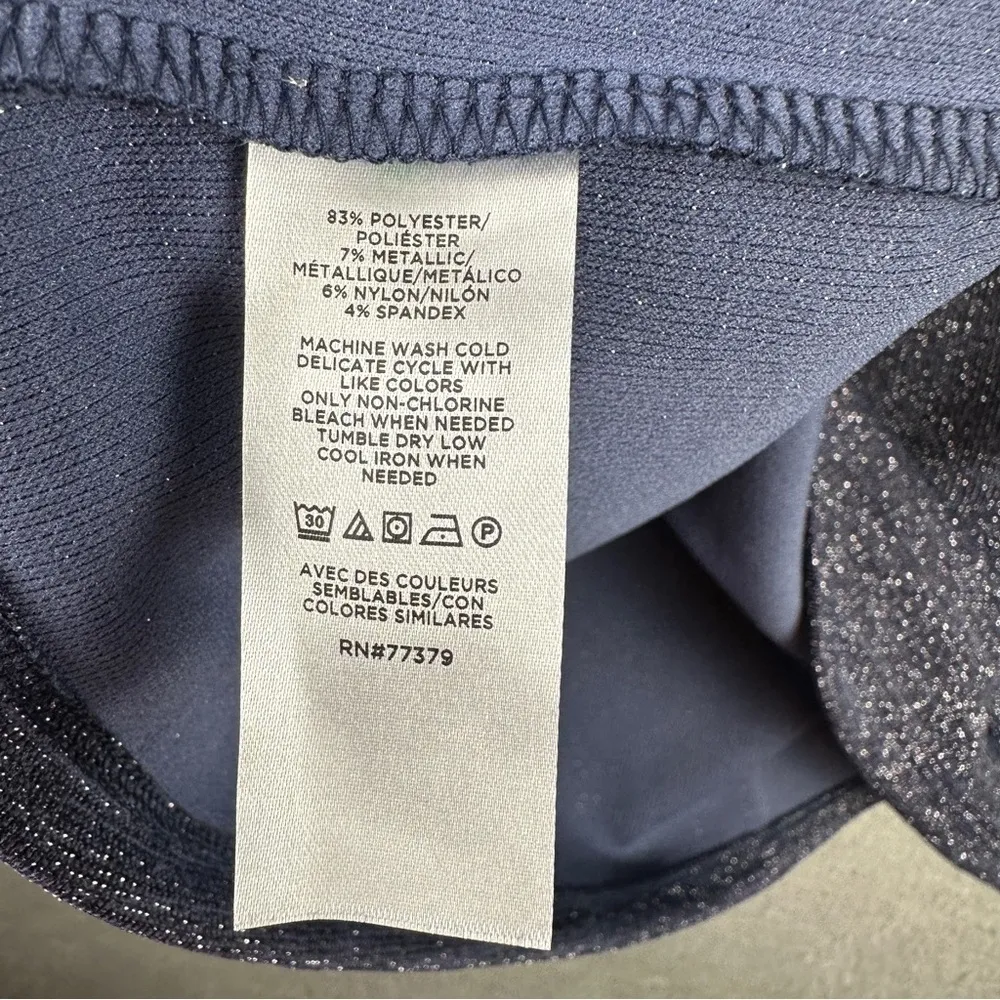 83% POLYESTER/
POLIÉSTER
7% METALLIC/
MÉTALLIQUE/METÁLICO
6% NYLON/NILÓN
4% SPANDEX
MACHINE WASH COLD
DELICATE CYCLE WITH
LIKE COLORS
ONLY NON-CHLORINE
BLEACH WHEN NEEDED
TUMBLE DRY LOW
COOL IRON WHEN
NEEDED
30 P
AVEC DES COULEURS
SEMBLABLES/CON
COLORES SIMILARES
RN#77379